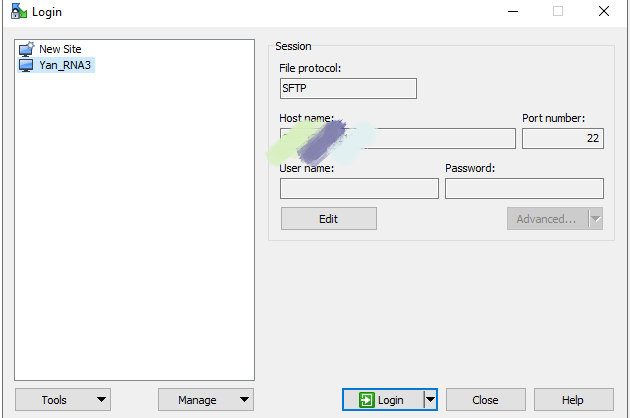 Login
New Site
Yan_RNA3
Session
File protocol:
SFTP
Host name:
Port number:
22
User name:
Password:
Edit
Advanced...
Tools
Manage
Login
Close
Help